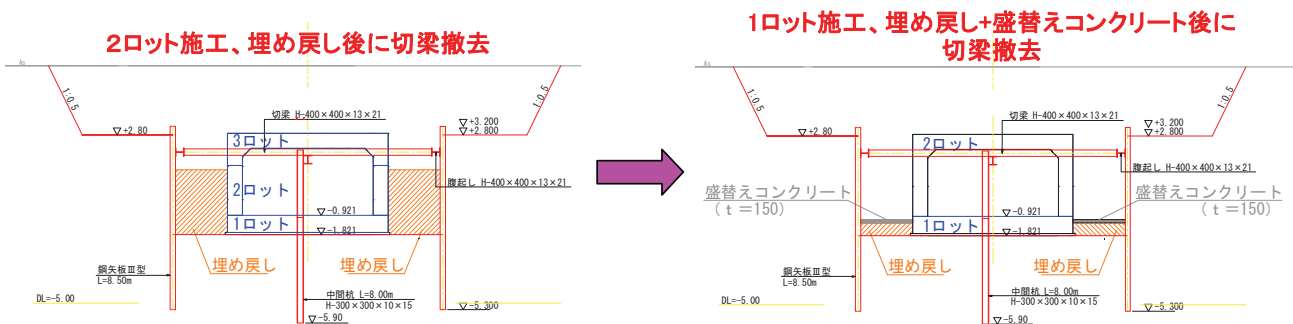 2ロット施工、埋め戻し後に切梁撤去
As
1:0.5
1:0.5
切梁 H-400×400×13×21
▽+2.80
▽+3.200
▽+2.800
3ロット
腹起し H-400×400×13×21
2ロット
▽-0.921
1ロット
▽-1.821
埋め戻し
埋め戻し
鋼矢板Ⅲ型
L=8.50m
中間杭 L=8.00m
H-300×300×10×15
DL=-5.00
▽-5.300
▽-5.90
1ロット施工、埋め戻し+盛替えコンクリート後に
切梁撤去
As
1:0.5
1:0.5
切梁 H-400×400×13×21
▽+2.80
▽+3.200
▽+2.800
2ロット
腹起し H-400×400×13×21
盛替えコンクリート
(t=150)
盛替えコンクリート
(t=150)
▽-0.921
1ロット
▽-1.821
埋め戻し
埋め戻し
鋼矢板Ⅲ型
L=8.50m
中間杭 L=8.00m
H-300×300×10×15
DL=-5.00
▽-5.300
▽-5.90